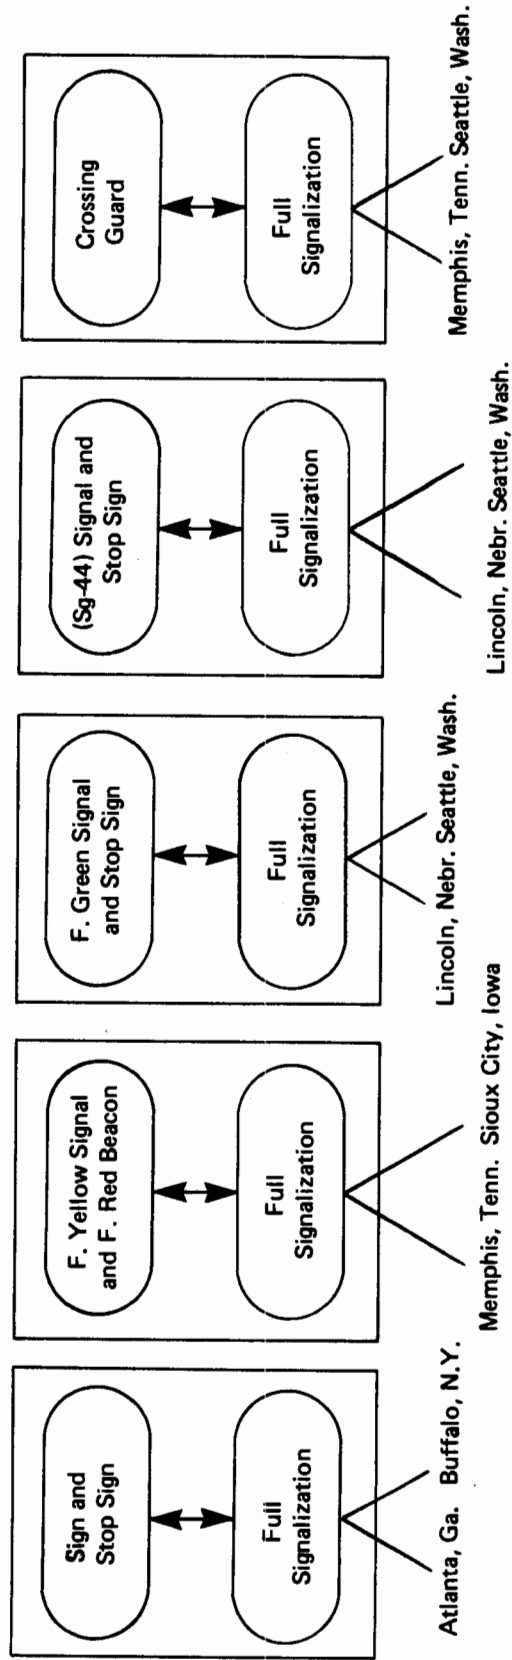 Sign and
Stop Sign
Full
Signalization
Atlanta, Ga. Buffalo, N.Y.
F. Yellow Signal
and F. Red Beacon
Full
Signalization
Memphis, Tenn. Sioux City, Iowa
F. Green Signal
and Stop Sign
Full
Signalization
Lincoln, Nebr. Seattle, Wash.
(Sg-44) Signal and
Stop Sign
Full
Signalization
Lincoln, Nebr. Seattle, Wash.
Crossing
Guard
Full
Signalization
Memphis, Tenn. Seattle, Wash.